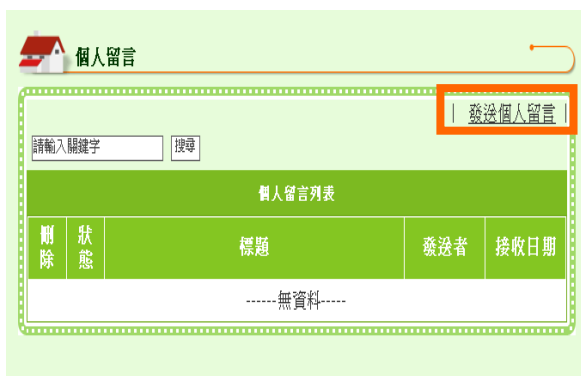 個人留言
| 發送個人留言 |
請輸入關鍵字 搜尋
個人留言列表
刪除 狀態 標題 發送者 接收日期
------無資料-----